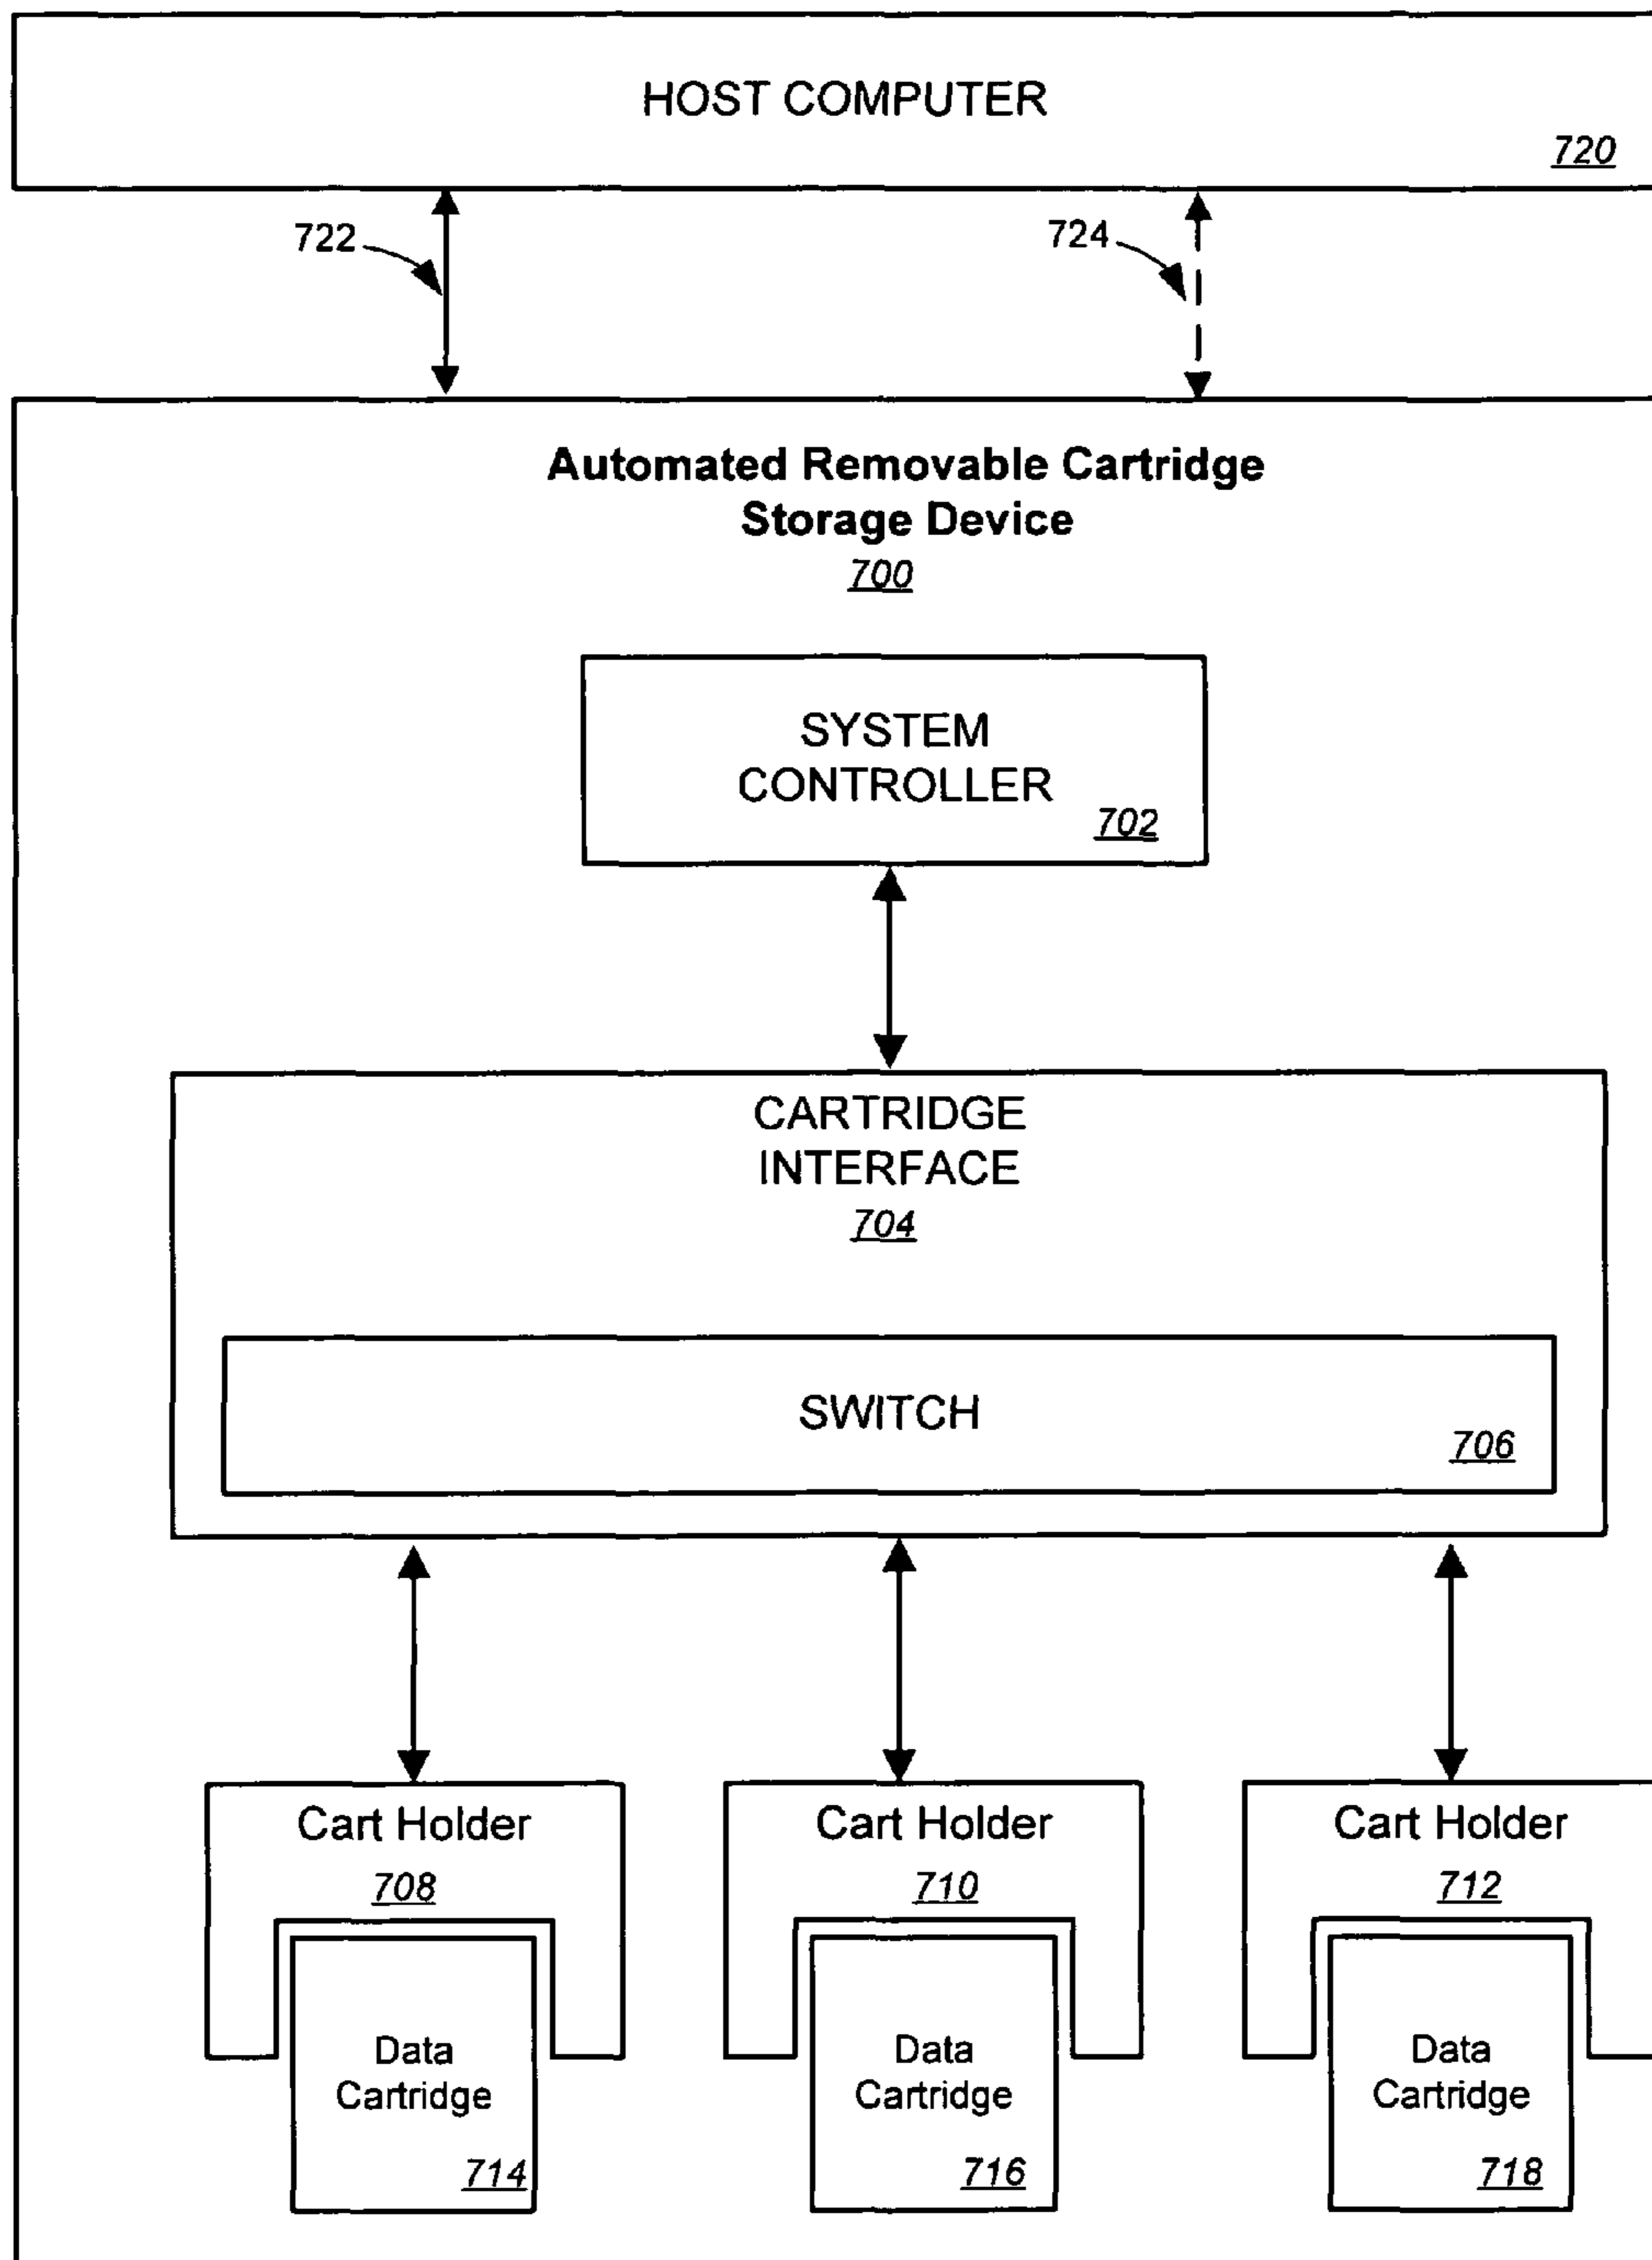 HOST COMPUTER
720
722
724
Automated Removable Cartridge
Storage Device
700
SYSTEM
CONTROLLER
702
CARTRIDGE
INTERFACE
704
SWITCH
706
Cart Holder
708
Cart Holder
710
Cart Holder
712
Data
Cartridge
714
Data
Cartridge
716
Data
Cartridge
718